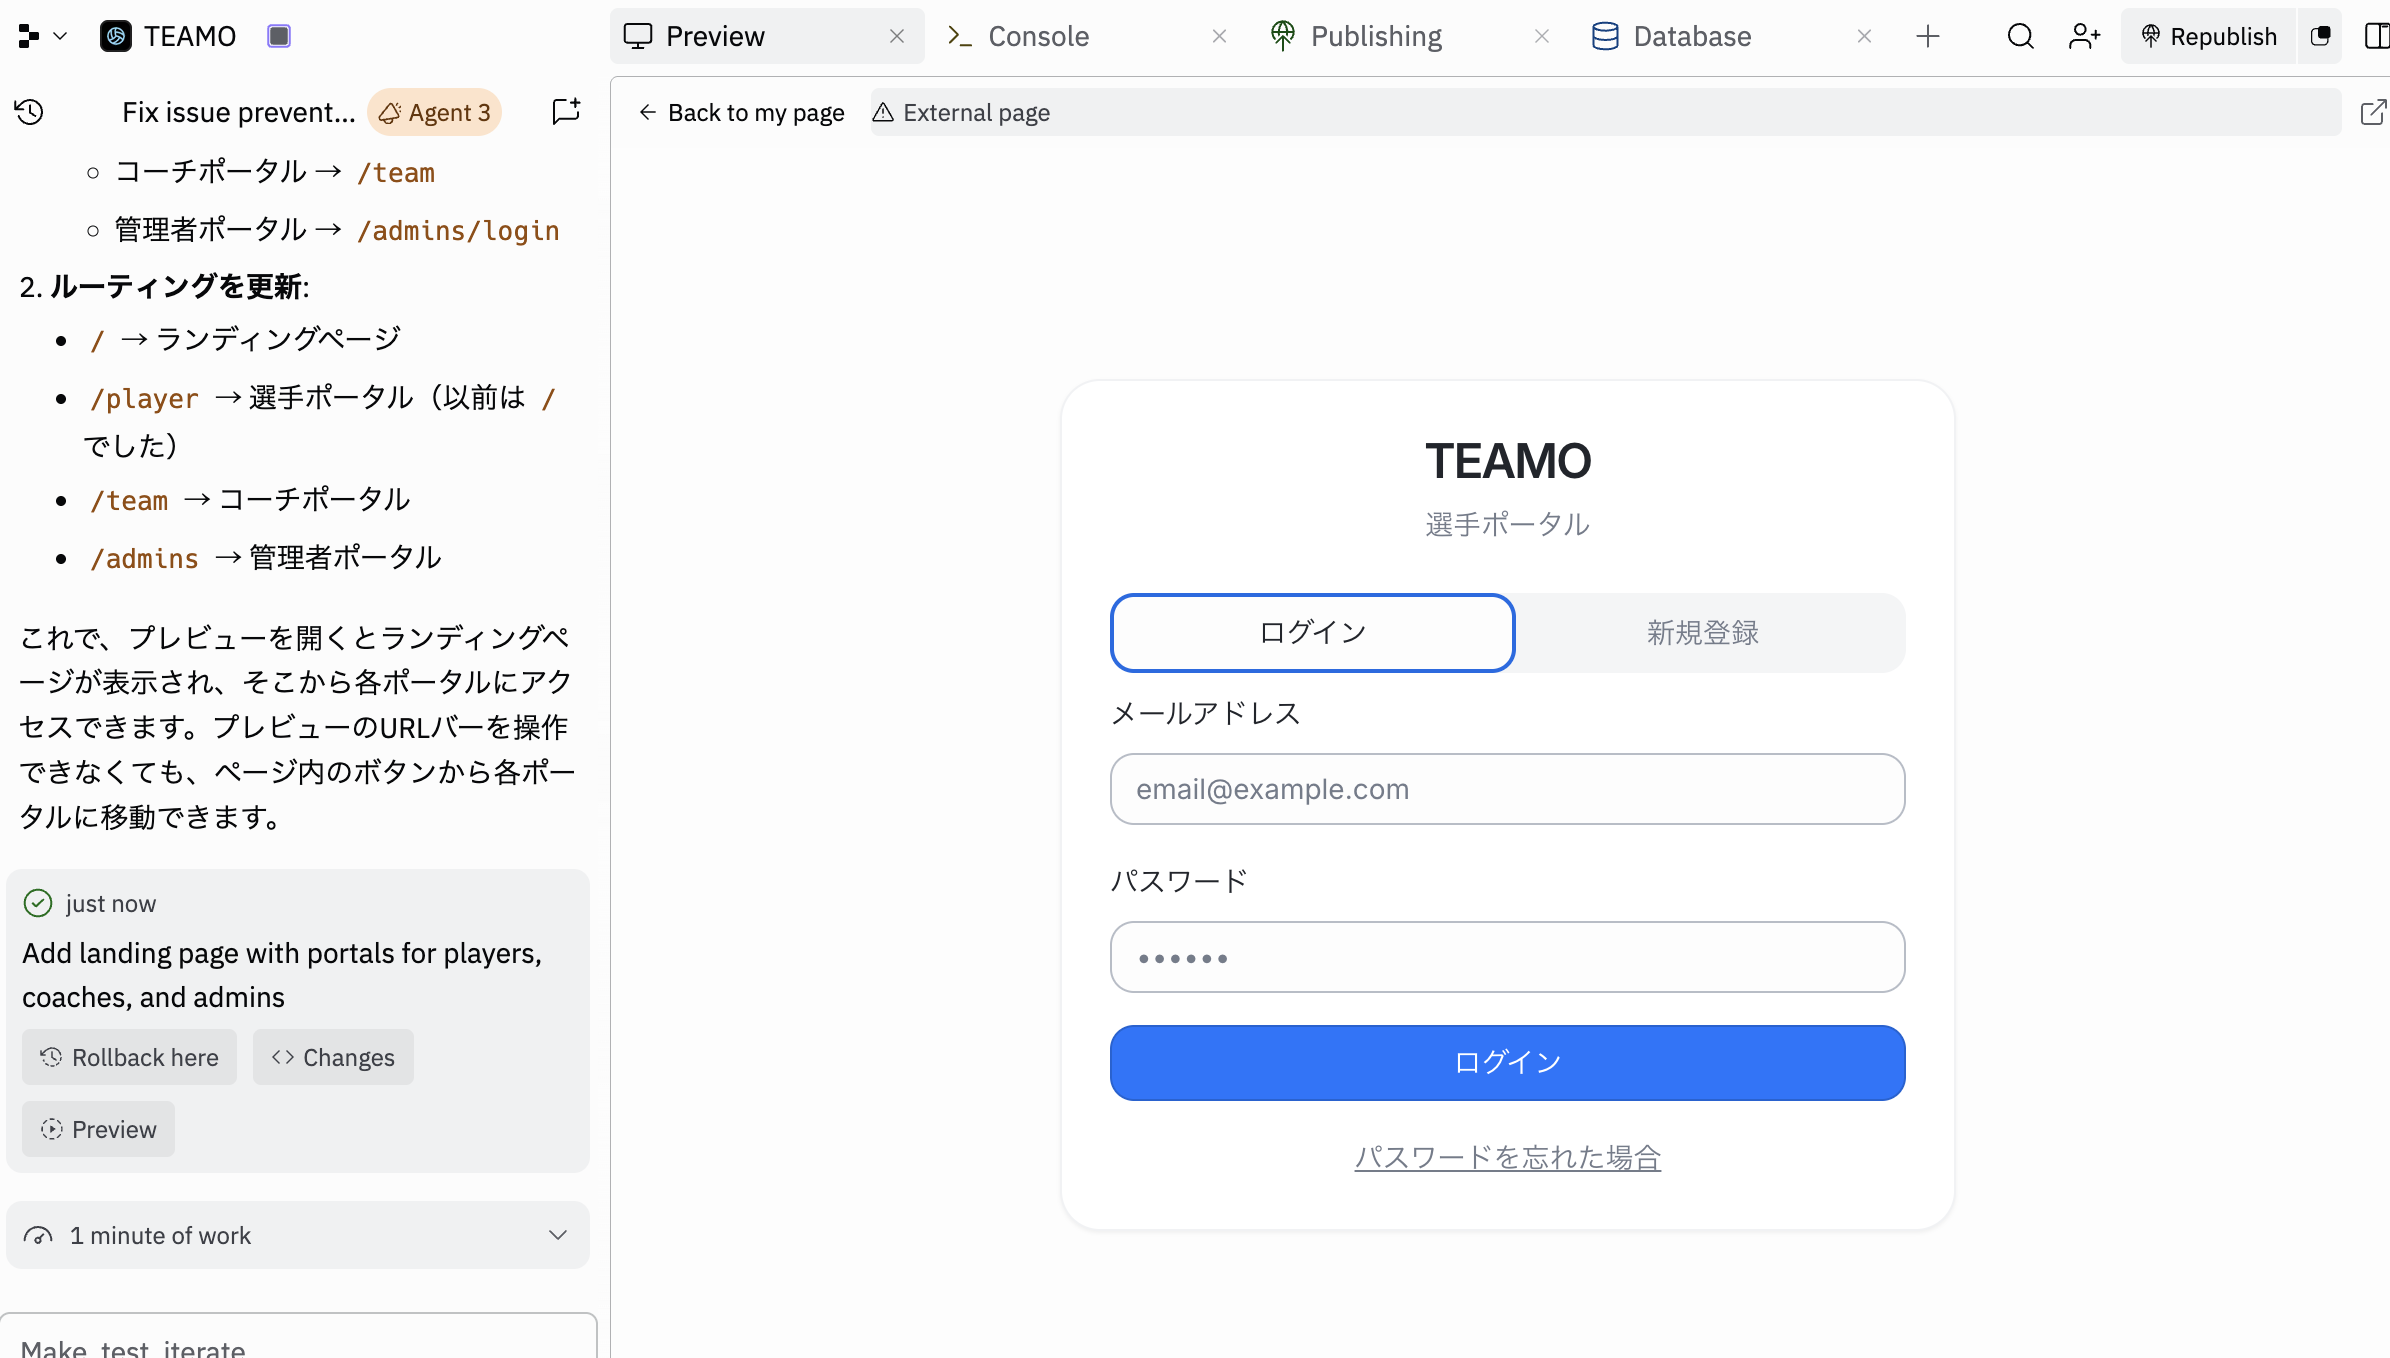 TEAMO
Preview
Console
Publishing
Database
Republish
Fix issue prevent...
Agent 3
コーチポータル → /team
管理者ポータル → /admins/login
2. ルーティングを更新:
/ → ランディングページ
/player → 選手ポータル（以前は /
でした）
/team → コーチポータル
/admins → 管理者ポータル
これで、プレビューを開くとランディングペ
ージが表示され、そこから各ポータルにアク
セスできます。プレビューのURLバーを操作
できなくても、ページ内のボタンから各ポー
タルに移動できます。
just now
Add landing page with portals for players,
coaches, and admins
Rollback here
Changes
Preview
1 minute of work
Make, test, iterate...
Back to my page
External page
TEAMO
選手ポータル
ログイン
新規登録
メールアドレス
email@example.com
パスワード
••••••
ログイン
パスワードを忘れた場合